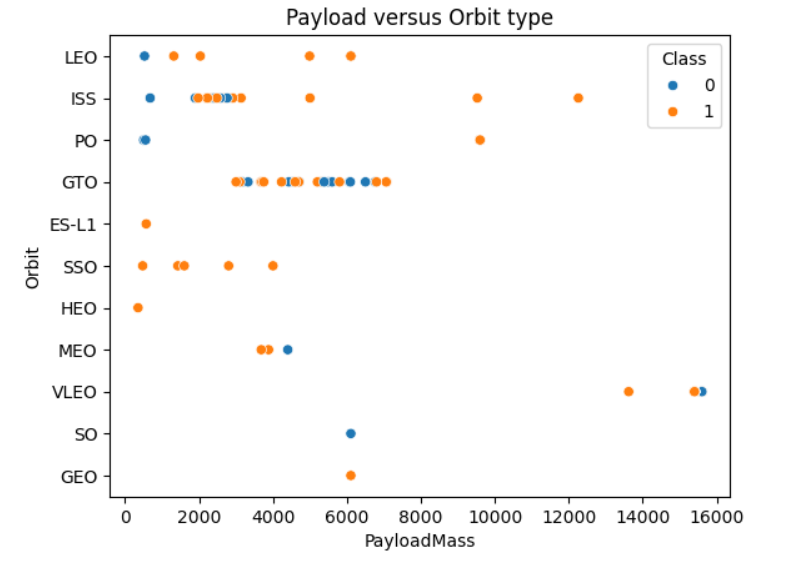 Payload versus Orbit type
Class
0
1
LEO
ISS
PO
GTO
ES-L1
SSO
HEO
MEO
VLEO
SO
GEO
Orbit
0 2000 4000 6000 8000 10000 12000 14000 16000
PayloadMass